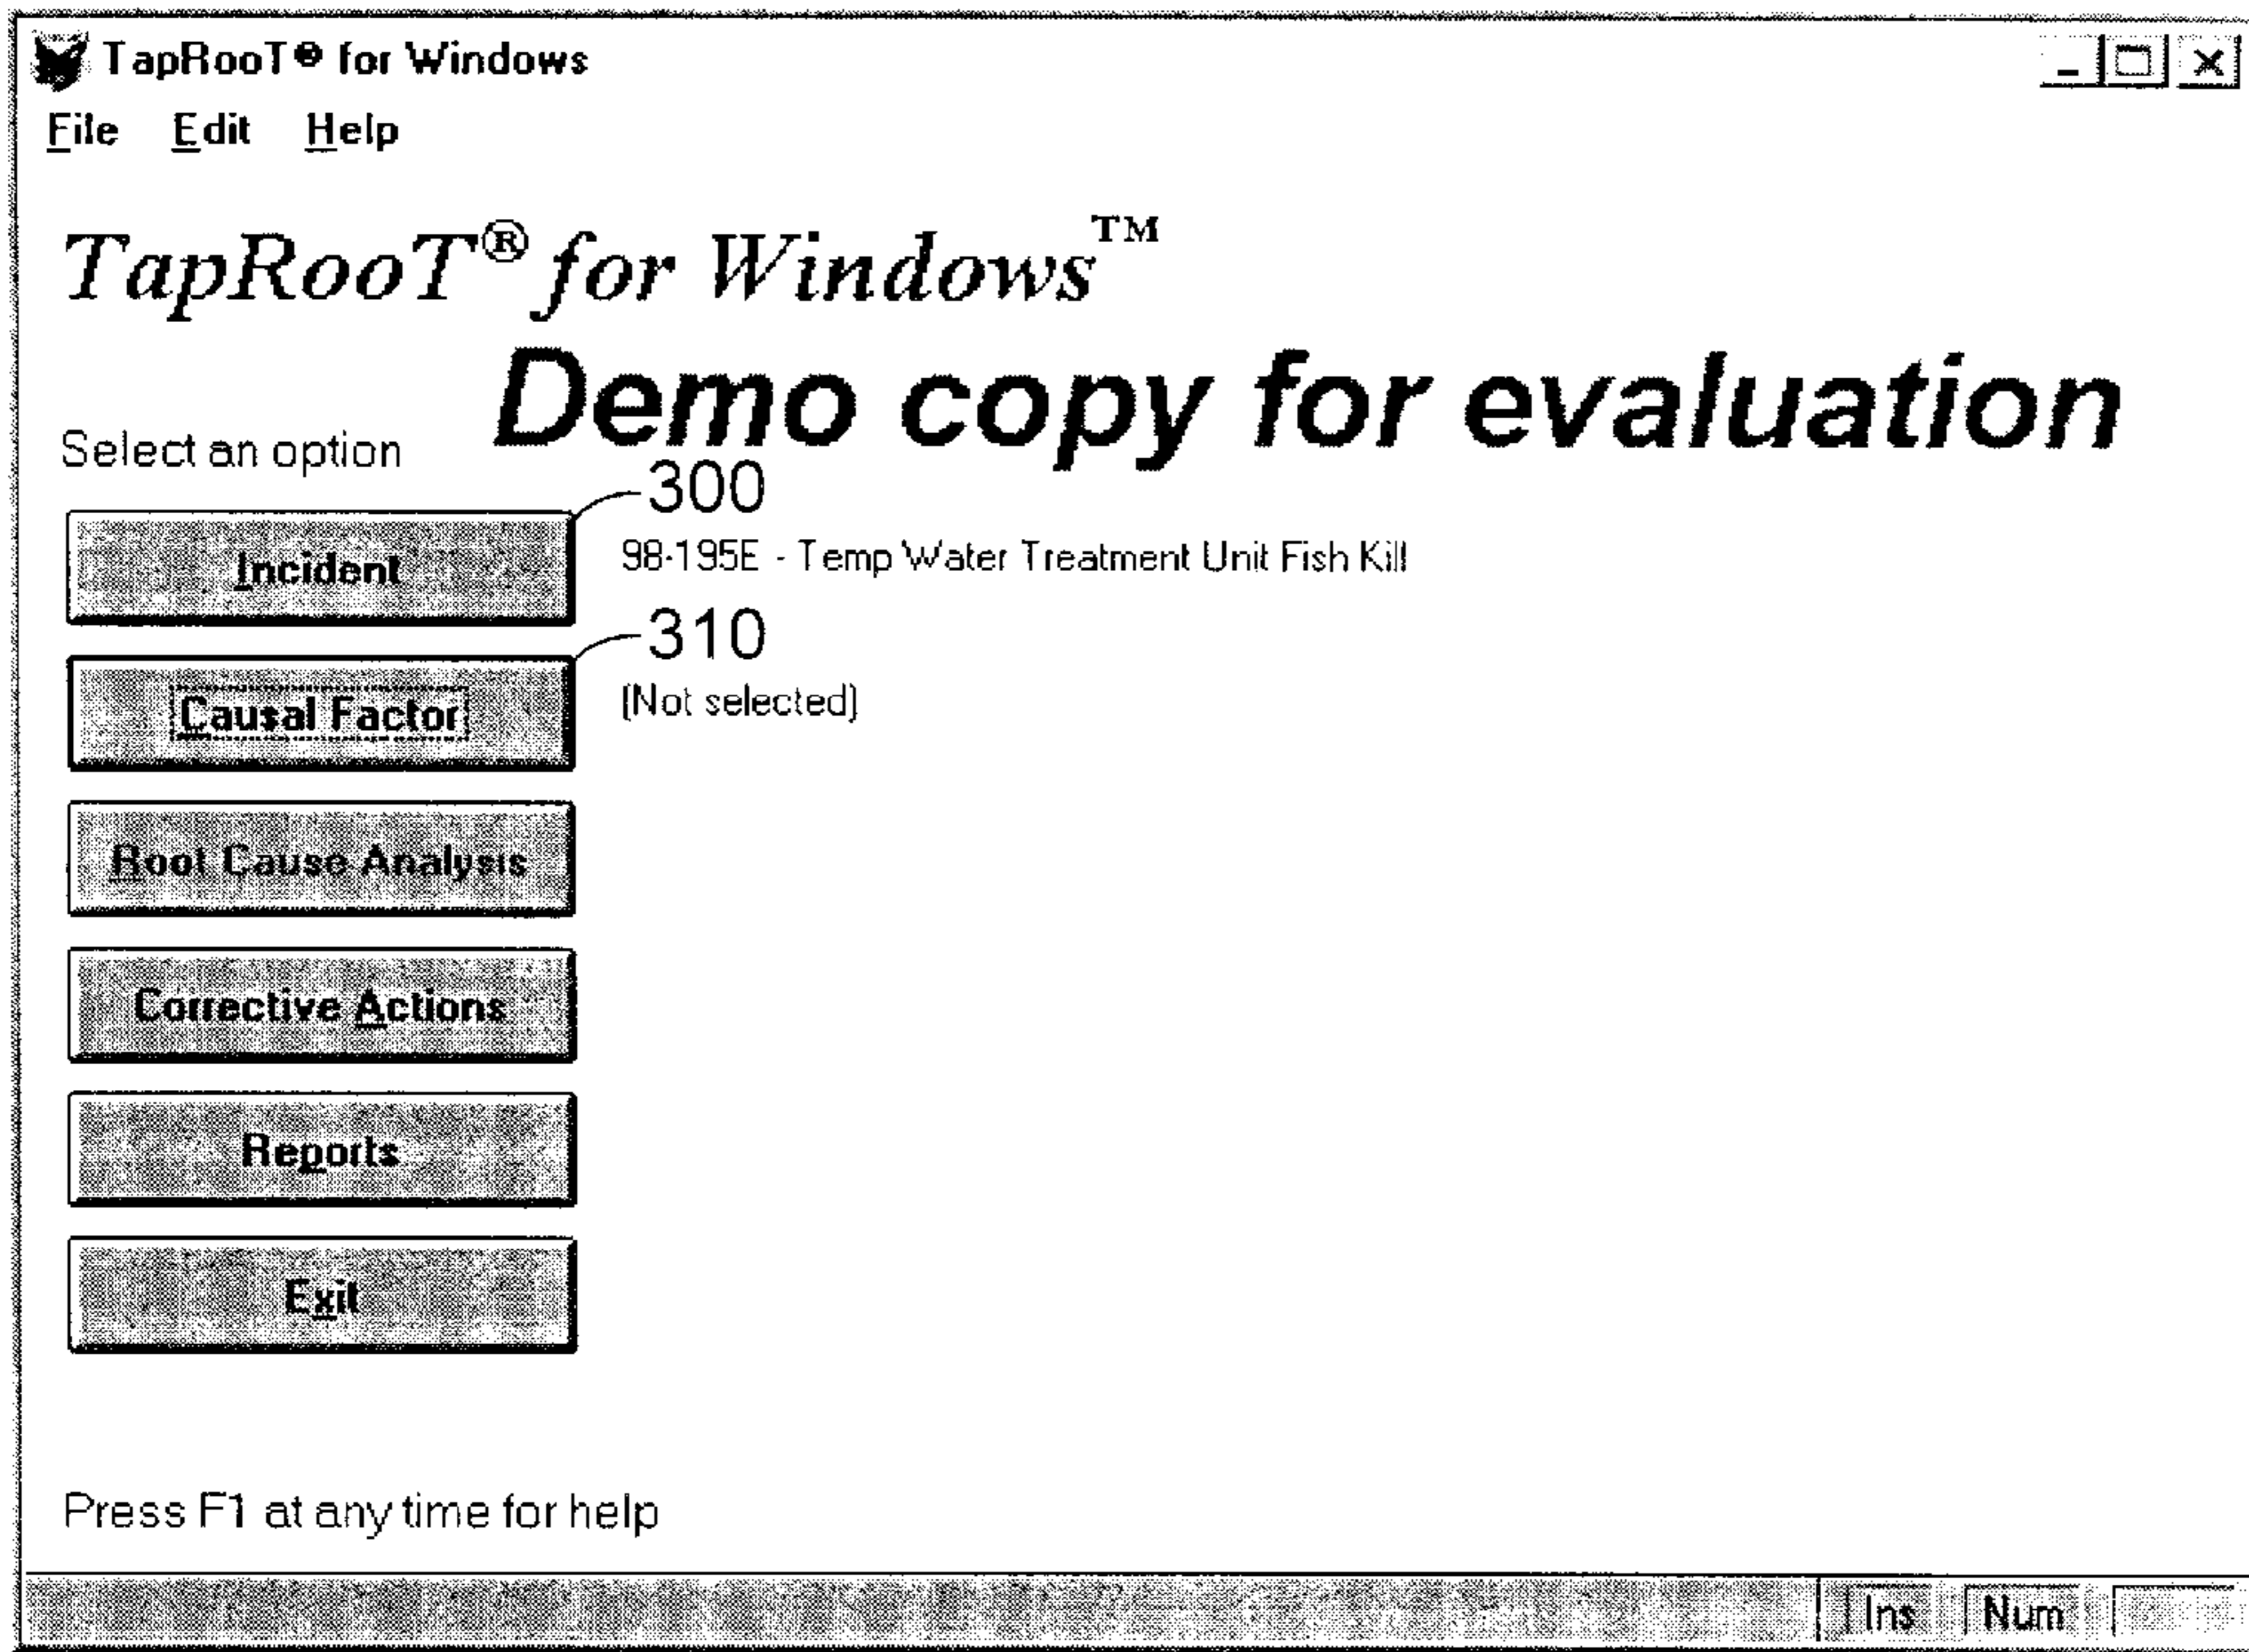 TapRooT® for Windows
File Edit Help
TapRooT® for Windows™
Demo copy for evaluation
Select an option
300
Incident
98-195E - Temp Water Treatment Unit Fish Kill
310
Causal Factor
(Not selected)
Root Cause Analysis
Corrective Actions
Reports
Exit
Press F1 at any time for help
Ins Num